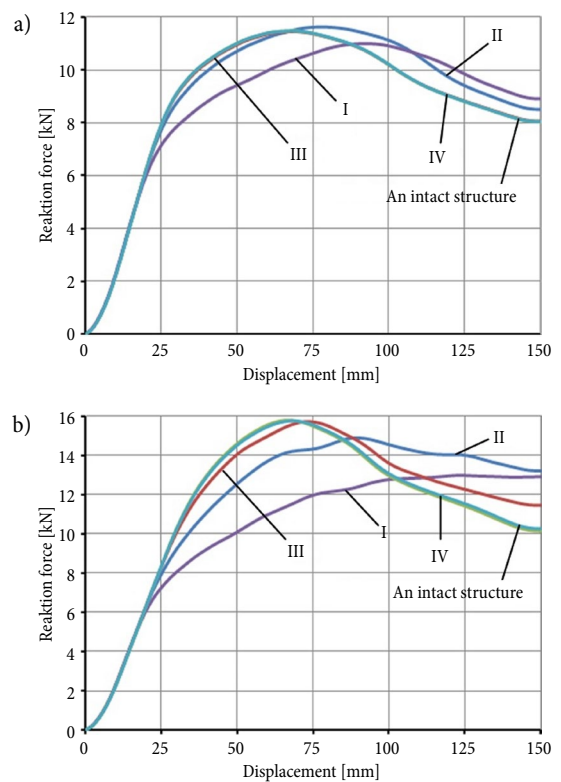 a)
12
10
8
6
4
2
0
Reaktion force [kN]
0 25 50 75 100 125 150
Displacement [mm]
I
II
III
IV
An intact structure
b)
16
14
12
10
8
6
4
2
0
Reaktion force [kN]
0 25 50 75 100 125 150
Displacement [mm]
II
I
III
IV
An intact structure